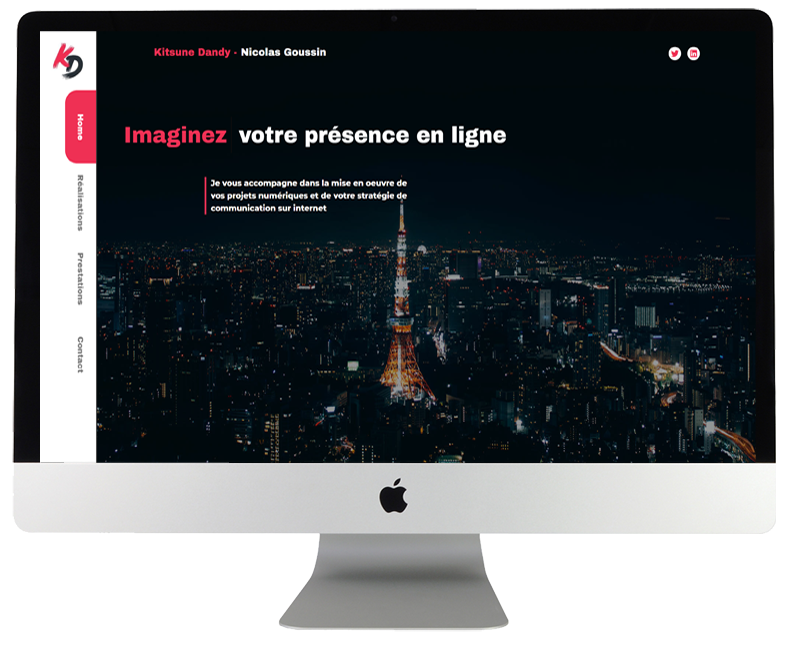 KD
Kitsune Dandy - Nicolas Goussin
Home
Réalisations
Prestations
Contact
Imaginez votre présence en ligne
Je vous accompagne dans la mise en oeuvre de
vos projets numériques et de votre stratégie de
communication sur internet